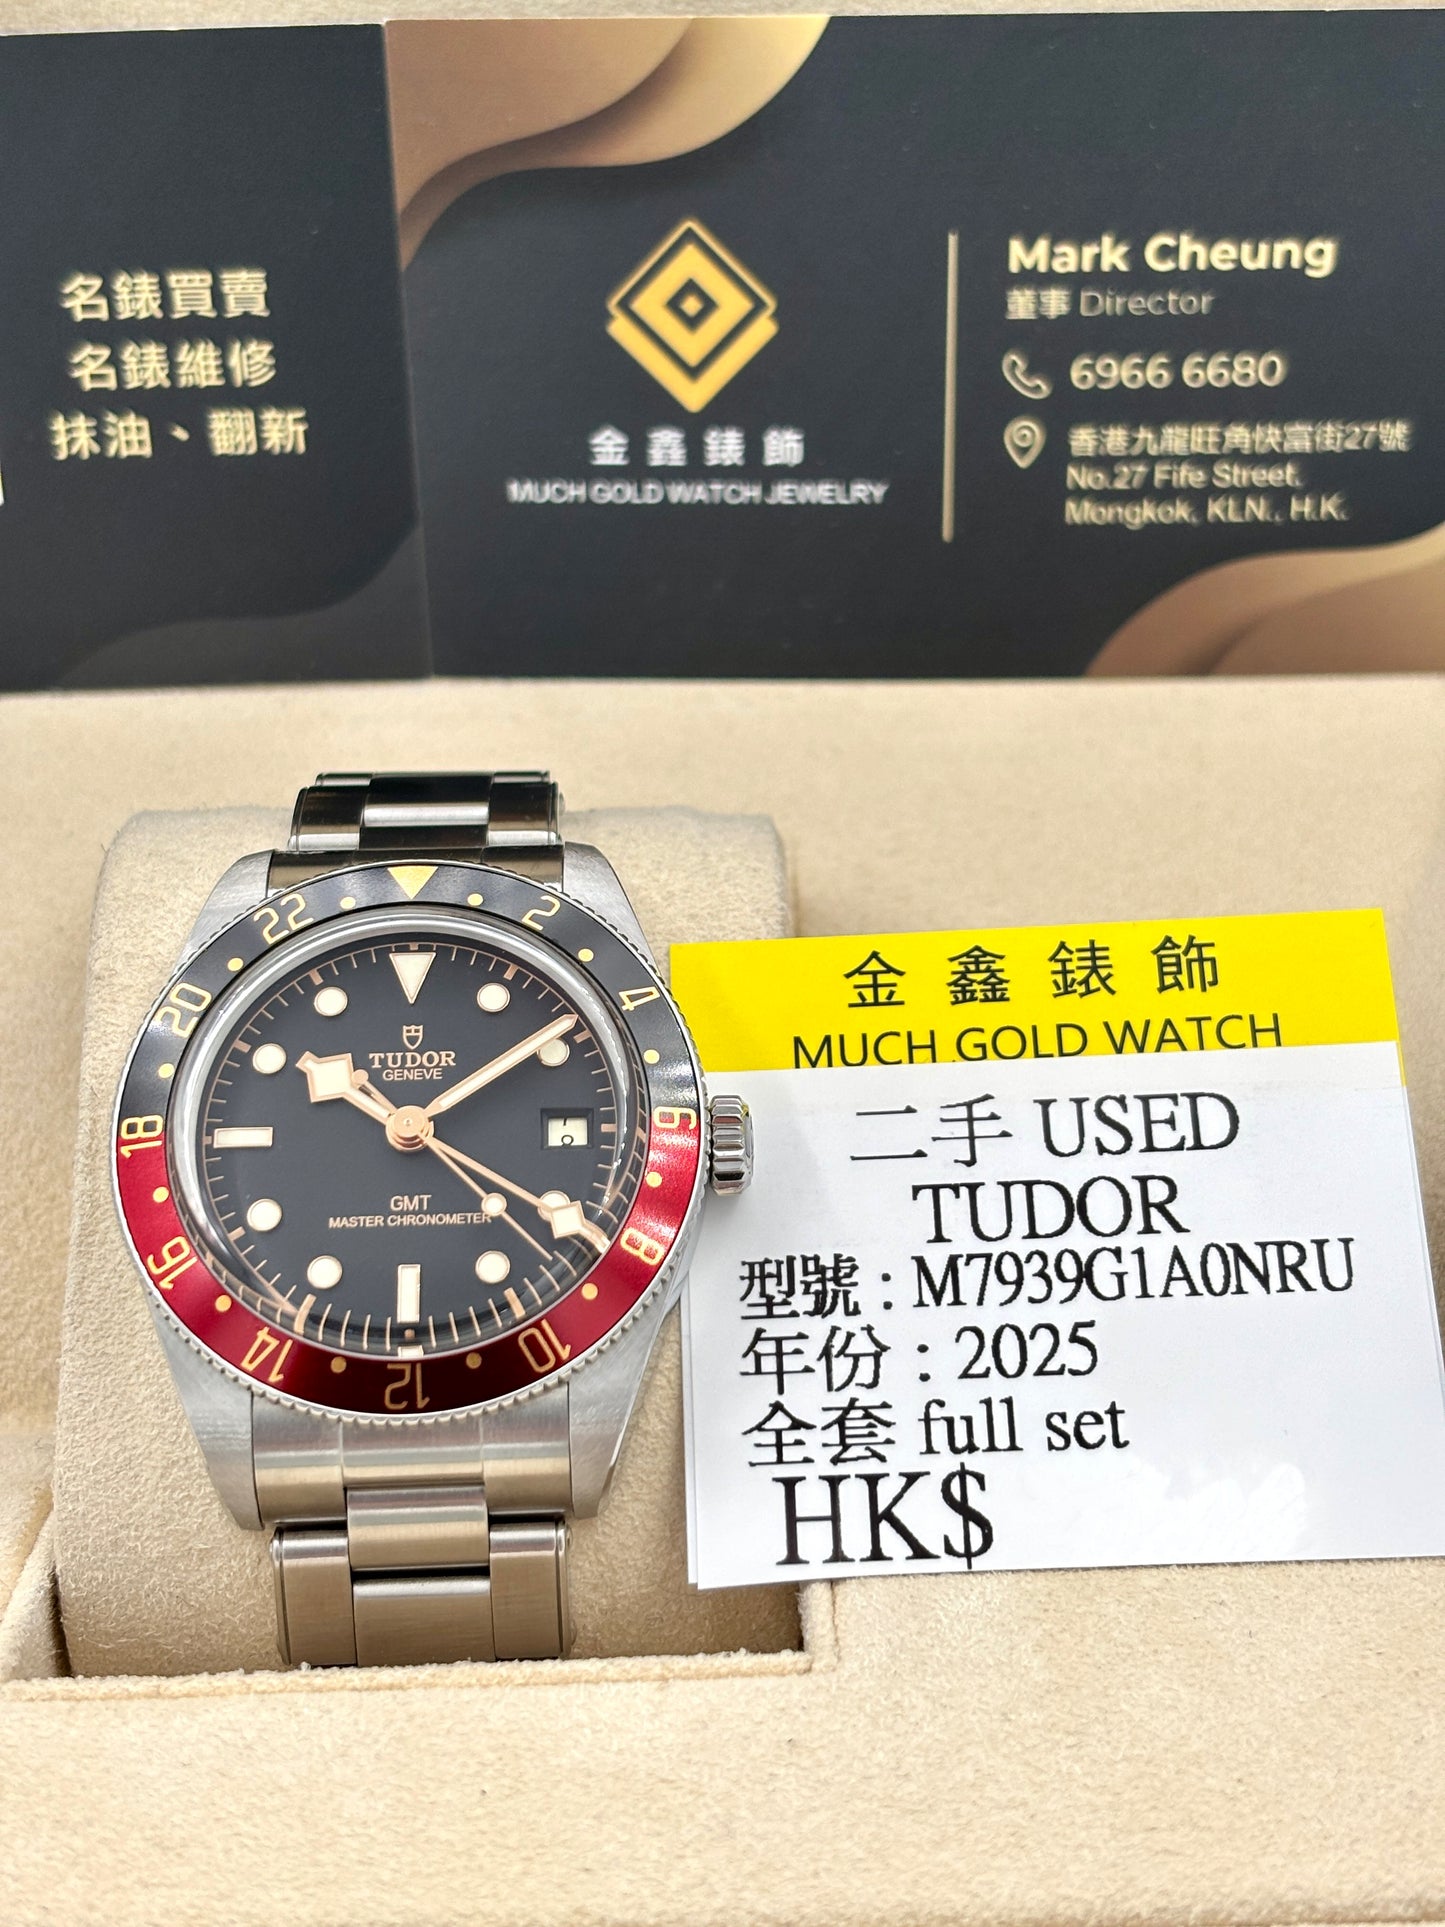 名錶買賣
名錶維修
抹油、翻新
金鑫錶飾
MUCH GOLD WATCH JEWELRY
Mark Cheung
董事 Director
6966 6680
香港九龍旺角快富街27號
No.27 Fife Street,
Mongkok, KLN., H.K.
22
2
20
4
18
6
16
8
14
12
10
TUDOR
GENEVE
GMT
MASTER CHRONOMETER
金鑫錶飾
MUCH GOLD WATCH
二手 USED
TUDOR
型號：M7939G1A0NRU
年份：2025
全套 full set
HK$